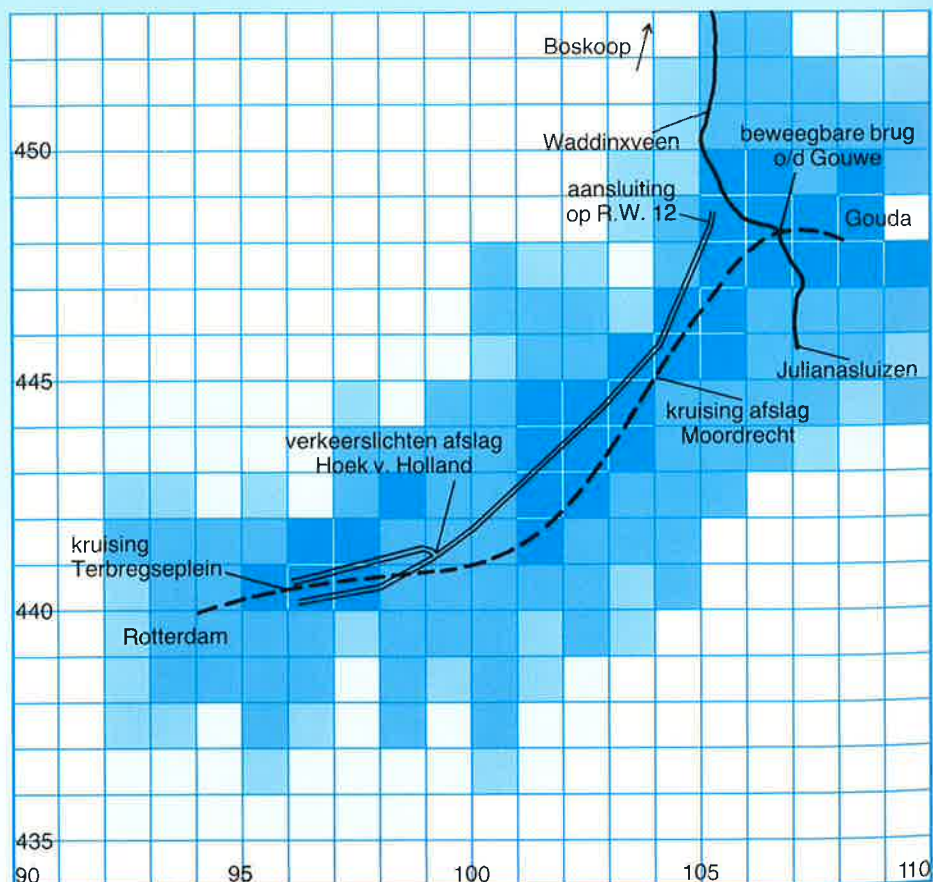 Boskoop
Waddinxveen
beweegbare brug
o/d Gouwe
450
aansluiting
op R.W. 12
Gouda
445
Julianasluizen
kruising afslag
Moordrecht
verkeerslichten afslag
Hoek v. Holland
kruising
Terbregseplein
440
Rotterdam
435
90
95
100
105
110